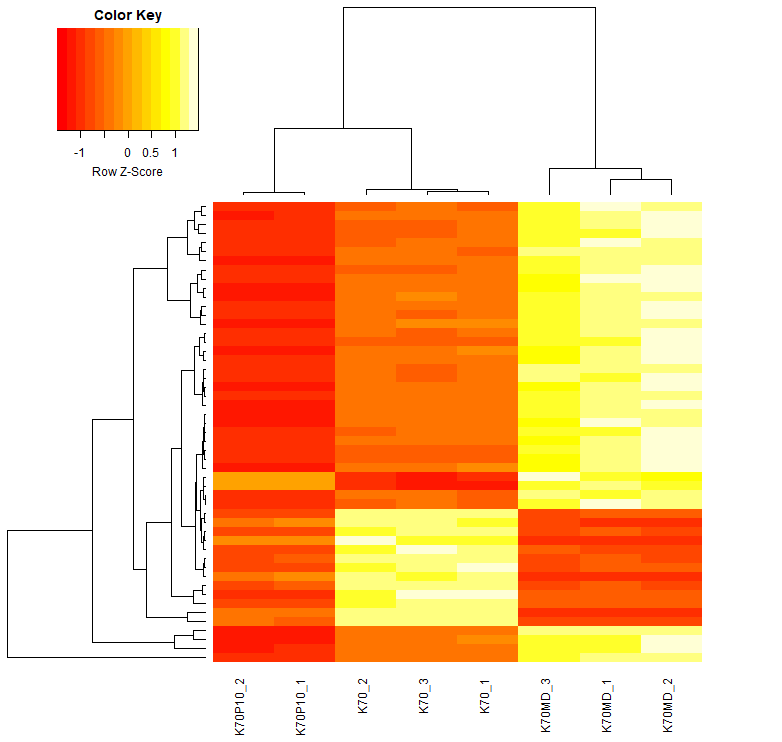 Color Key
-1 0 0.5 1
Row Z-Score
K70P10_2
K70P10_1
K70_2
K70_3
K70_1
K70MD_3
K70MD_1
K70MD_2